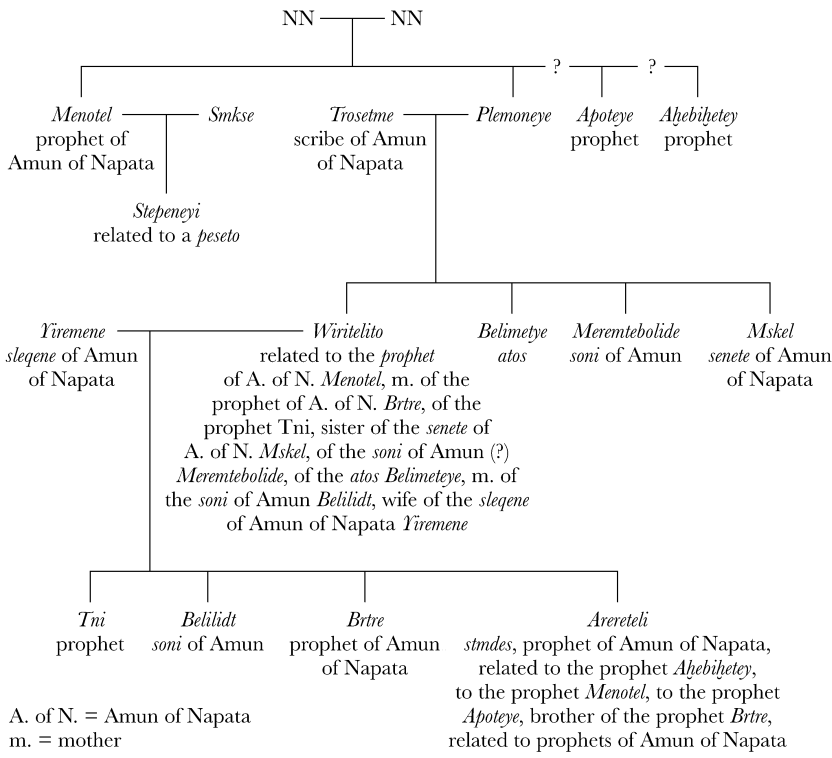 NN NN
? ?
Menotel
prophet of
Amun of Napata
Smkse
Trosetme
scribe of Amun
of Napata
Plemoneye
Apoteye
prophet
Aḫebiḫetey
prophet
Stepeneyi
related to a peseto
Yiremene
sleqene of Amun
of Napata
Wiritelito
related to the prophet
of A. of N. Menotel, m. of the
prophet of A. of N. Brtre, of the
prophet Tni, sister of the senete of
A. of N. Mskel, of the soni of Amun (?)
Meremtebolide, of the atos Belimeteye, m. of
the soni of Amun Belilidt, wife of the sleqene
of Amun of Napata Yiremene
Belimetye
atos
Meremtebolide
soni of Amun
Mskel
senete of Amun
of Napata
Tni
prophet
Belilidt
soni of Amun
Brtre
prophet of Amun
of Napata
Arereteli
stmdes, prophet of Amun of Napata,
related to the prophet Aḫebiḫetey,
to the prophet Menotel, to the prophet
Apoteye, brother of the prophet Brtre,
related to prophets of Amun of Napata
A. of N. = Amun of Napata
m. = mother